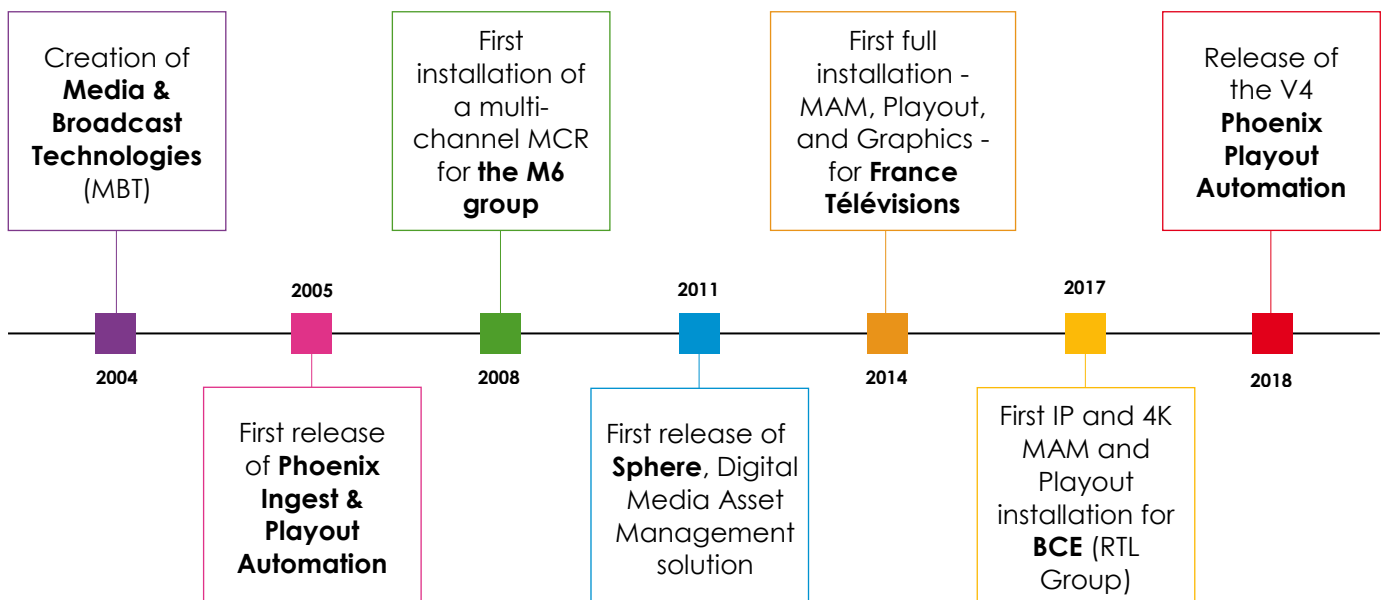 Creation of
Media &
Broadcast
Technologies
(MBT)
2004
2005
First release
of Phoenix
Ingest &
Playout
Automation
First
installation of
a multi-
channel MCR
for the M6
group
2008
2011
First release of
Sphere, Digital
Media Asset
Management
solution
First full
installation -
MAM, Playout,
and Graphics -
for France
Télévisions
2014
2017
First IP and 4K
MAM and
Playout
installation for
BCE (RTL
Group)
Release of
the V4
Phoenix
Playout
Automation
2018